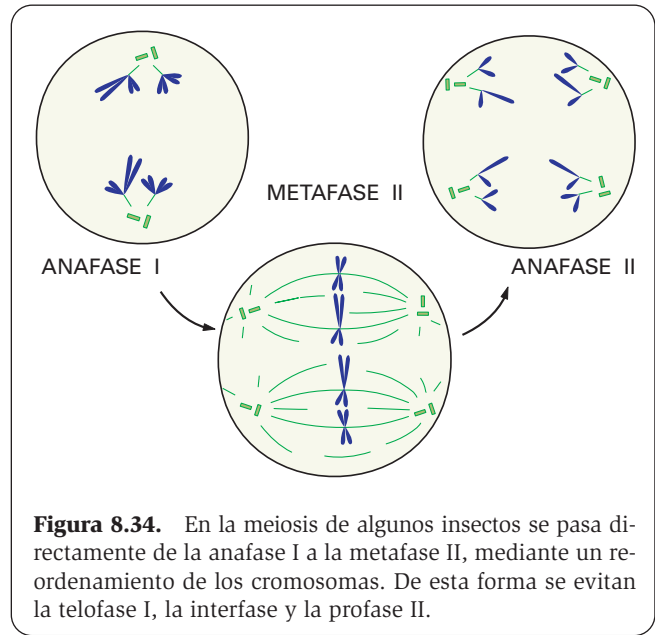 METAFASE II
ANAFASE I
ANAFASE II
Figura 8.34. En la meiosis de algunos insectos se pasa di-
rectamente de la anafase I a la metafase II, mediante un re-
ordenamiento de los cromosomas. De esta forma se evitan
la telofase I, la interfase y la profase II.